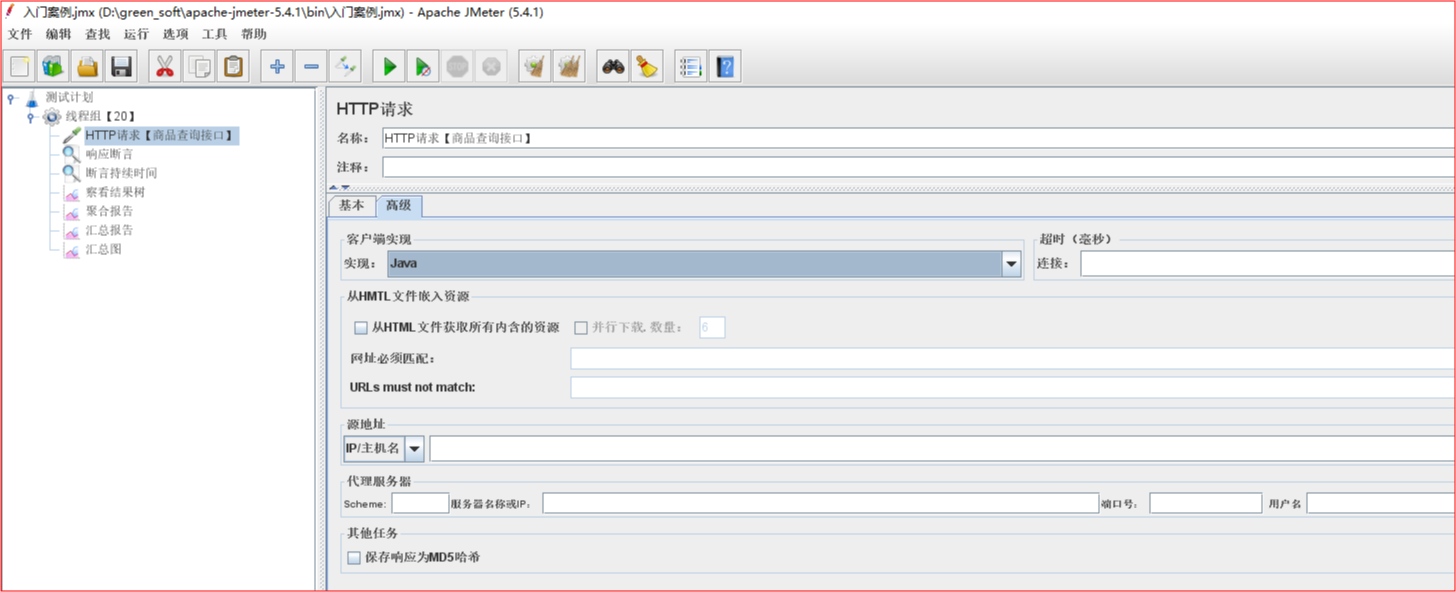 入门案例.jmx (D:\green_soft\apache-jmeter-5.4.1\bin\入门案例.jmx) - Apache JMeter (5.4.1)
文件 编辑 查找 运行 选项 工具 帮助
STOP
测试计划
线程组【20】
HTTP请求【商品查询接口】
响应断言
断言持续时间
察看结果树
聚合报告
汇总报告
汇总图
HTTP请求
名称： HTTP请求【商品查询接口】
注释：
基本 高级
客户端实现 超时（毫秒）
实现： Java 连接：
从HMTL文件嵌入资源
从HTML文件获取所有内含的资源 并行下载. 数量： 6
网址必须匹配：
URLs must not match:
源地址
IP/主机名
代理服务器
Scheme: 服务器名称或IP： 端口号： 用户名
其他任务
保存响应为MD5哈希